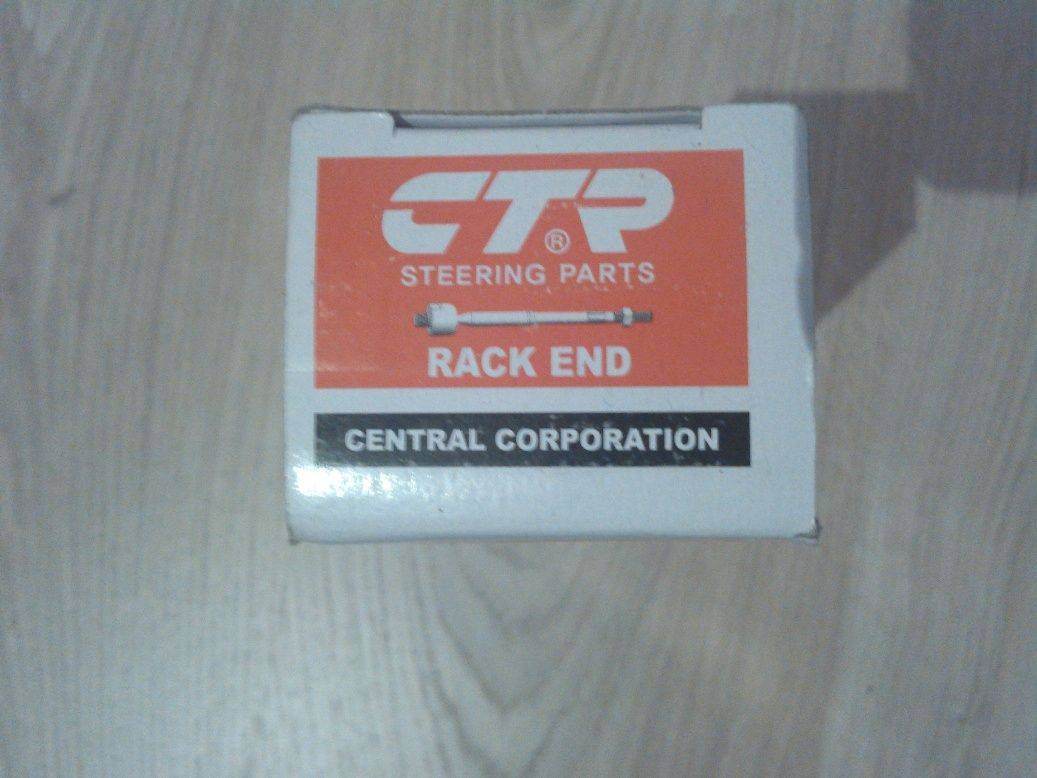 CTR
®
STEERING PARTS
RACK END
CENTRAL CORPORATION